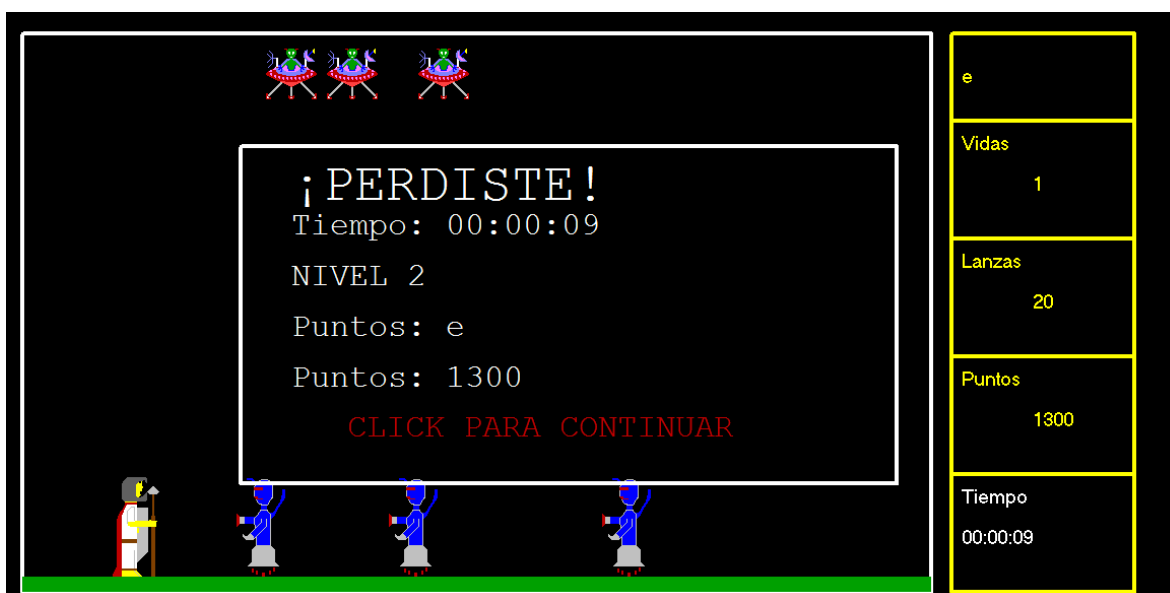 ¡PERDISTE!
Tiempo: 00:00:09
NIVEL 2
Puntos: e
Puntos: 1300
CLICK PARA CONTINUAR
e
Vidas
1
Lanzas
20
Puntos
1300
Tiempo
00:00:09